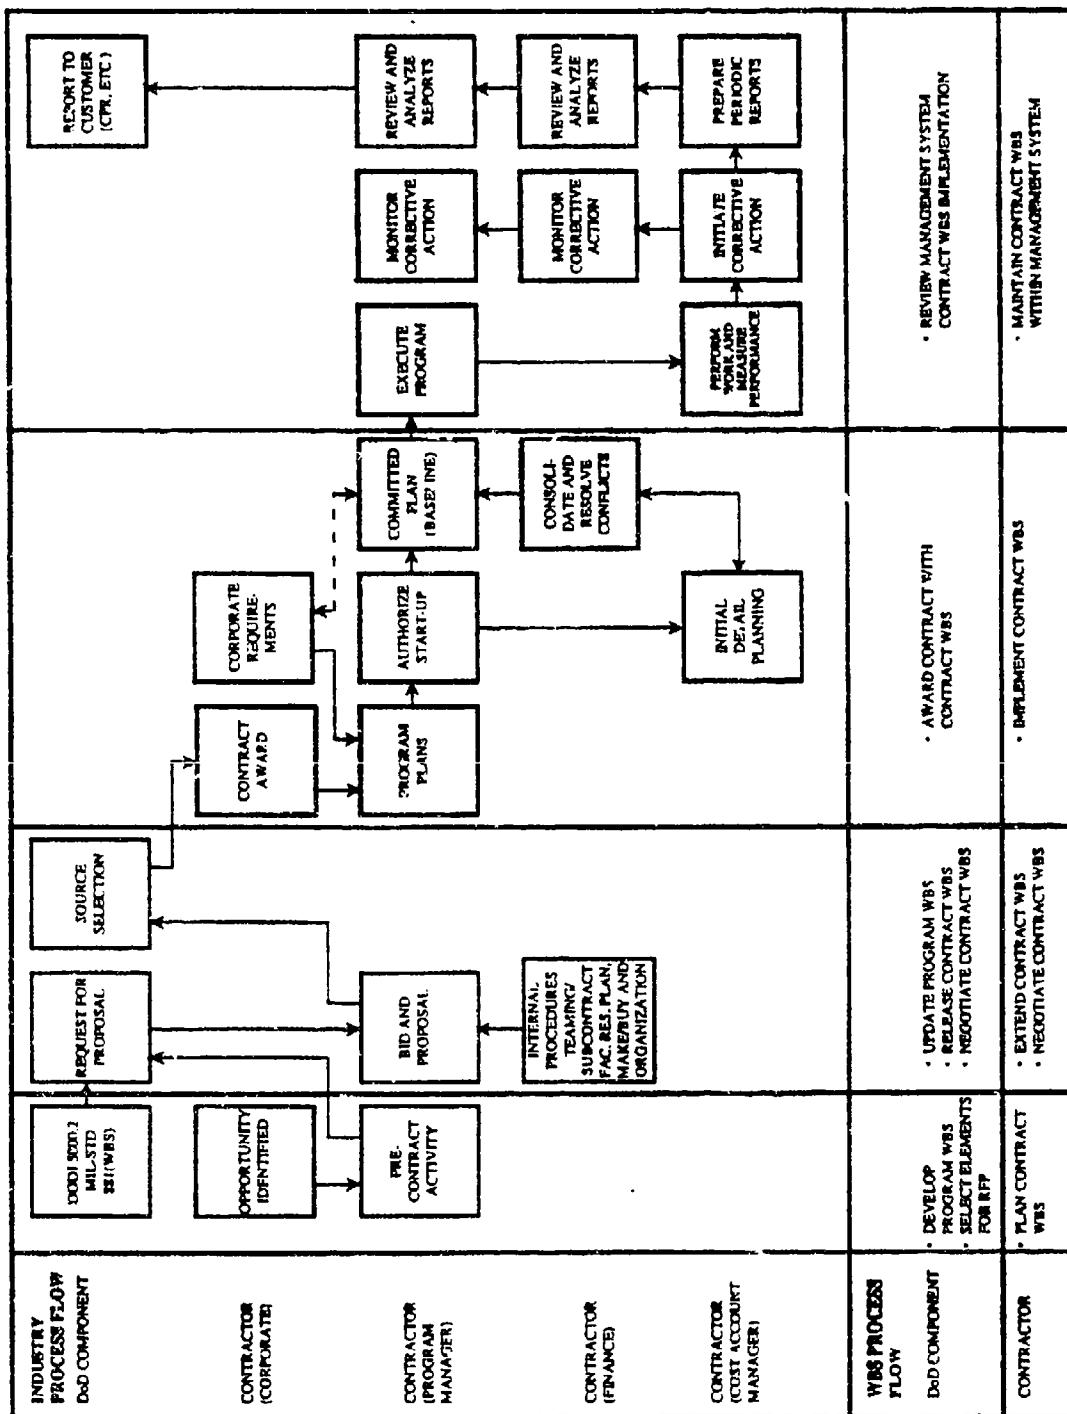 INDUSTRY
PROCESS FLOW
DoD COMPONENT
DODI 5000.2
MIL-STD
881(WBS)
REQUEST FOR
PROPOSAL
SOURCE
SELECTION
REPORT TO
CUSTOMER
(CPR, ETC)
CONTRACTOR
(CORPORATE)
OPPORTUNITY
IDENTIFIED
CONTRACT
AWARD
CORPORATE
REQUIRE-
MENTS
CONTRACTOR
(PROGRAM
MANAGER)
PRE-
CONTRACT
ACTIVITY
BID AND
PROPOSAL
PROGRAM
PLANS
AUTHORIZE
START-UP
COMMITTED
PLAN
(BASELINE)
EXECUTE
PROGRAM
MONITOR
CORRECTIVE
ACTION
REVIEW AND
ANALYZE
REPORTS
CONTRACTOR
(FINANCE)
INTERNAL
PROCEDURES
TEAMING/
SUBCONTRACT
FAC. RES. PLAN,
MAKE/BUY AND
ORGANIZATION
CONSOLI-
DATE AND
RESOLVE
CONFLICTS
MONITOR
CORRECTIVE
ACTION
REVIEW AND
ANALYZE
REPORTS
CONTRACTOR
(COST ACCOUNT
MANAGER)
INITIAL
DETAIL
PLANNING
PERFORM
WORK AND
MEASURE
PERFORMANCE
INITIATE
CORRECTIVE
ACTION
PREPARE
PERIODIC
REPORTS
WBS PROCESS
FLOW
DoD COMPONENT
• DEVELOP
PROGRAM WBS
• SELECT ELEMENTS
FOR RFP
• UPDATE PROGRAM WBS
• RELEASE CONTRACT WBS
• NEGOTIATE CONTRACT WBS
• AWARD CONTRACT WITH
CONTRACT WBS
• REVIEW MANAGEMENT SYSTEM
CONTRACT WBS IMPLEMENTATION
CONTRACTOR
• PLAN CONTRACT
WBS
• EXTEND CONTRACT WBS
• NEGOTIATE CONTRACT WBS
• IMPLEMENT CONTRACT WBS
• MAINTAIN CONTRACT WBS
WITHIN MANAGEMENT SYSTEM